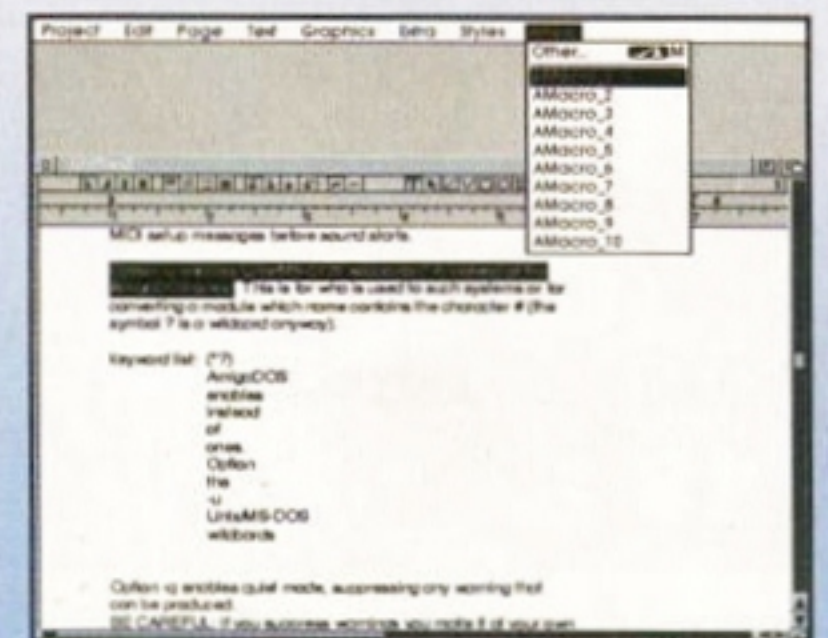 Project Edit Page Text Graphics Extra Styles
Other... M
AMacro_2
AMacro_3
AMacro_4
AMacro_5
AMacro_6
AMacro_7
AMacro_8
AMacro_9
AMacro_10
MIDI setup messages before sound starts.
This is for who is used to such systems or for
converting a module which name contains the character # (the
symbol ? is a wildcard anyway).
Keyword list: (*?)
AmigaDOS
enables
instead
of
ones.
Option
the
-u
Unix/MS-DOS
wildcards
Option -q enables quiet mode, suppressing any warning that
can be produced.
BE CAREFUL, if you suppress warnings you make it at your own